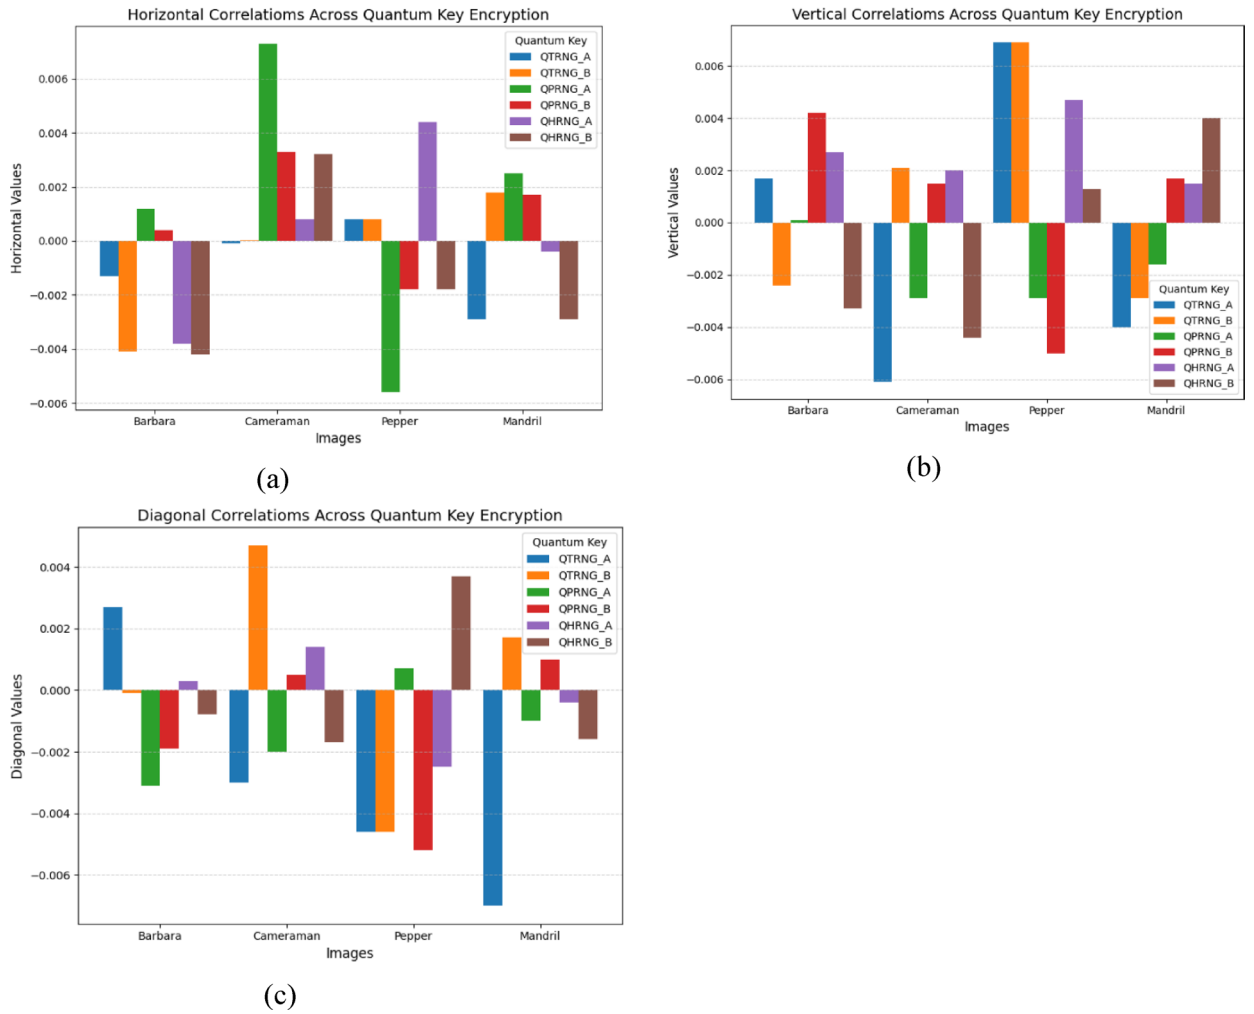 Horizontal Correlatioms Across Quantum Key Encryption
Quantum Key
QTRNG_A
QTRNG_B
QPRNG_A
QPRNG_B
QHRNG_A
QHRNG_B
0.006
0.004
0.002
0.000
−0.002
−0.004
−0.006
Horizontal Values
Barbara Cameraman Pepper Mandril
Images
(a)
Vertical Correlatioms Across Quantum Key Encryption
0.006
0.004
0.002
0.000
−0.002
−0.004
−0.006
Vertical Values
Quantum Key
QTRNG_A
QTRNG_B
QPRNG_A
QPRNG_B
QHRNG_A
QHRNG_B
Barbara Cameraman Pepper Mandril
Images
(b)
Diagonal Correlatioms Across Quantum Key Encryption
Quantum Key
QTRNG_A
QTRNG_B
QPRNG_A
QPRNG_B
QHRNG_A
QHRNG_B
0.004
0.002
0.000
−0.002
−0.004
−0.006
Diagonal Values
Barbara Cameraman Pepper Mandril
Images
(c)